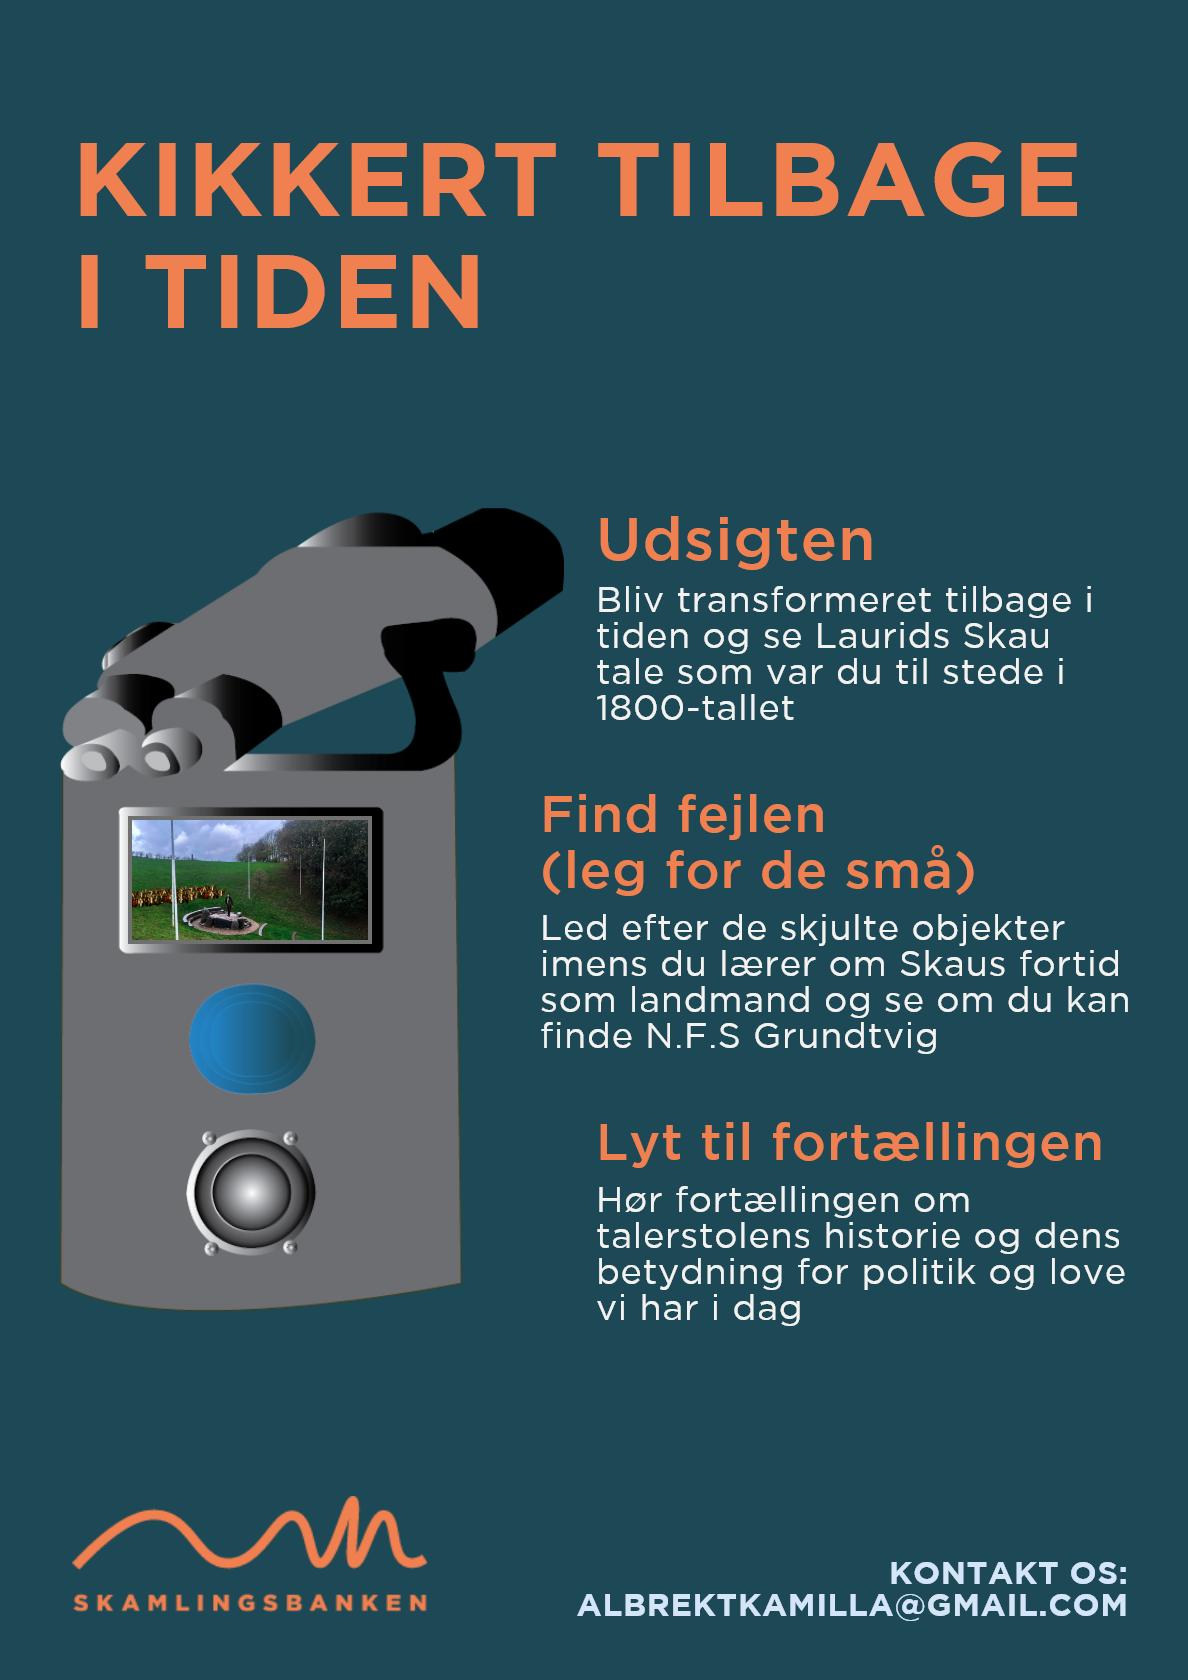 KIKKERT TILBAGE
I TIDEN
Udsigten
Bliv transformeret tilbage i
tiden og se Laurids Skau
tale som var du til stede i
1800-tallet
Find fejlen
(leg for de små)
Led efter de skjulte objekter
imens du lærer om Skaus fortid
som landmand og se om du kan
finde N.F.S Grundtvig
Lyt til fortællingen
Hør fortællingen om
talerstolens historie og dens
betydning for politik og love
vi har i dag
SKAMLINGSBANKEN
KONTAKT OS:
ALBREKTKAMILLA@GMAIL.COM